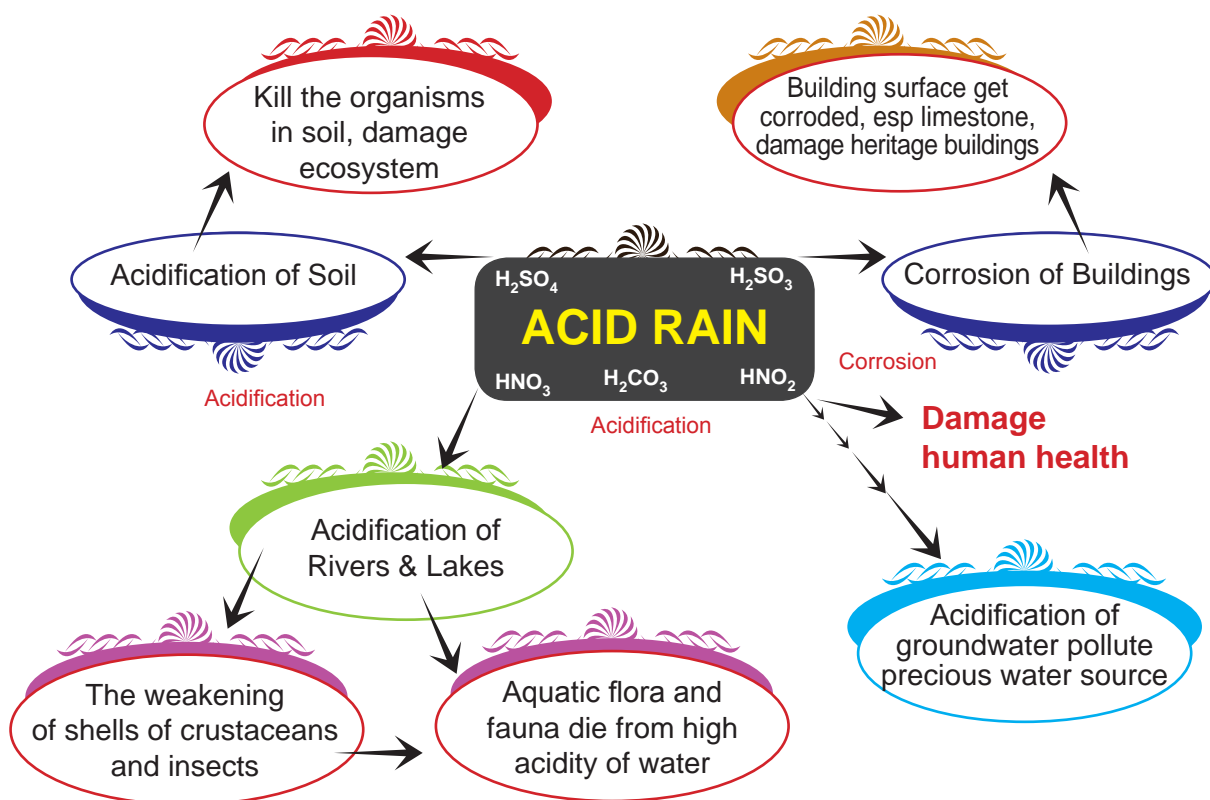 Kill the organisms
in soil, damage
ecosystem
Building surface get
corroded, esp limestone,
damage heritage buildings
Acidification of Soil
H₂SO₄
H₂SO₃
ACID RAIN
HNO₃
H₂CO₃
HNO₂
Corrosion of Buildings
Acidification
Acidification
Corrosion
Damage
human health
Acidification of
Rivers & Lakes
Acidification of
groundwater pollute
precious water source
The weakening
of shells of crustaceans
and insects
Aquatic flora and
fauna die from high
acidity of water